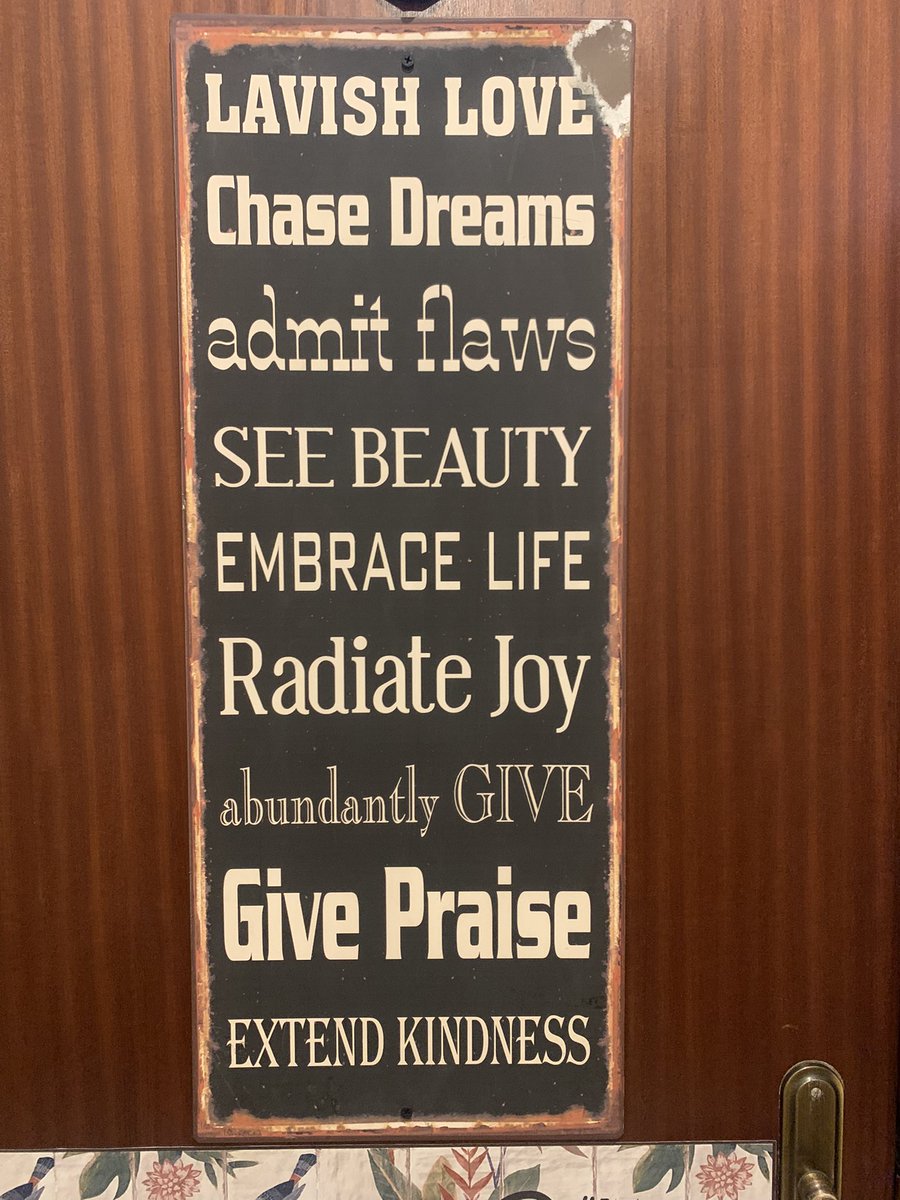 LAVISH LOVE
Chase Dreams
admit flaws
SEE BEAUTY
EMBRACE LIFE
Radiate Joy
abundantly GIVE
Give Praise
EXTEND KINDNESS